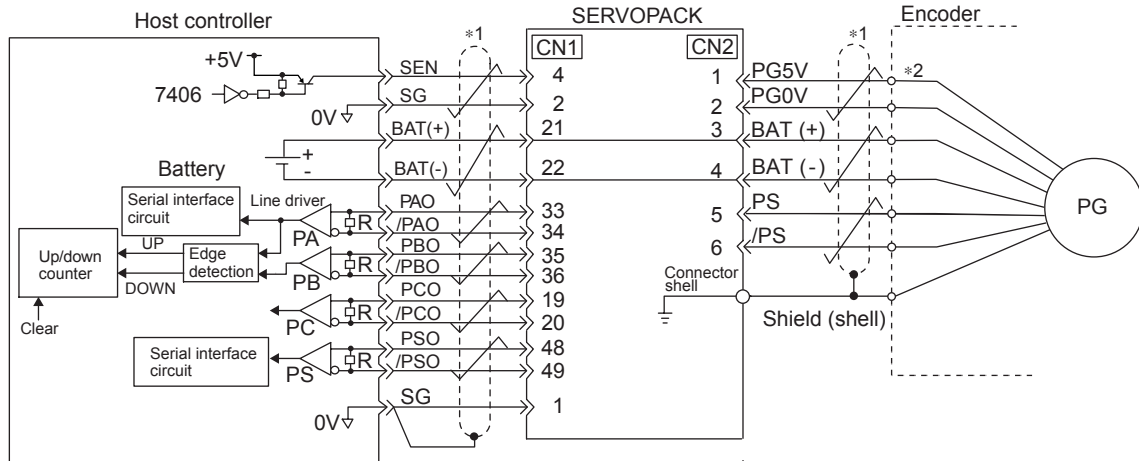 Host controller
SERVOPACK
Encoder
*1
CN1
CN2
*1
+5V
SEN
4
1
PG5V
*2
7406
SG
2
2
PG0V
0V
BAT(+)
21
3
BAT (+)
+
-
Battery
BAT(-)
22
4
BAT (-)
Serial interface
circuit
Line driver
PAO
33
5
PS
PG
PA
R
/PAO
34
/PS
Up/down
counter
UP
Edge
detection
PBO
35
6
DOWN
PB
R
/PBO
36
Connector
shell
PCO
19
Clear
PC
R
/PCO
20
Shield (shell)
Serial interface
circuit
PSO
48
PS
R
/PSO
49
SG
1
0V